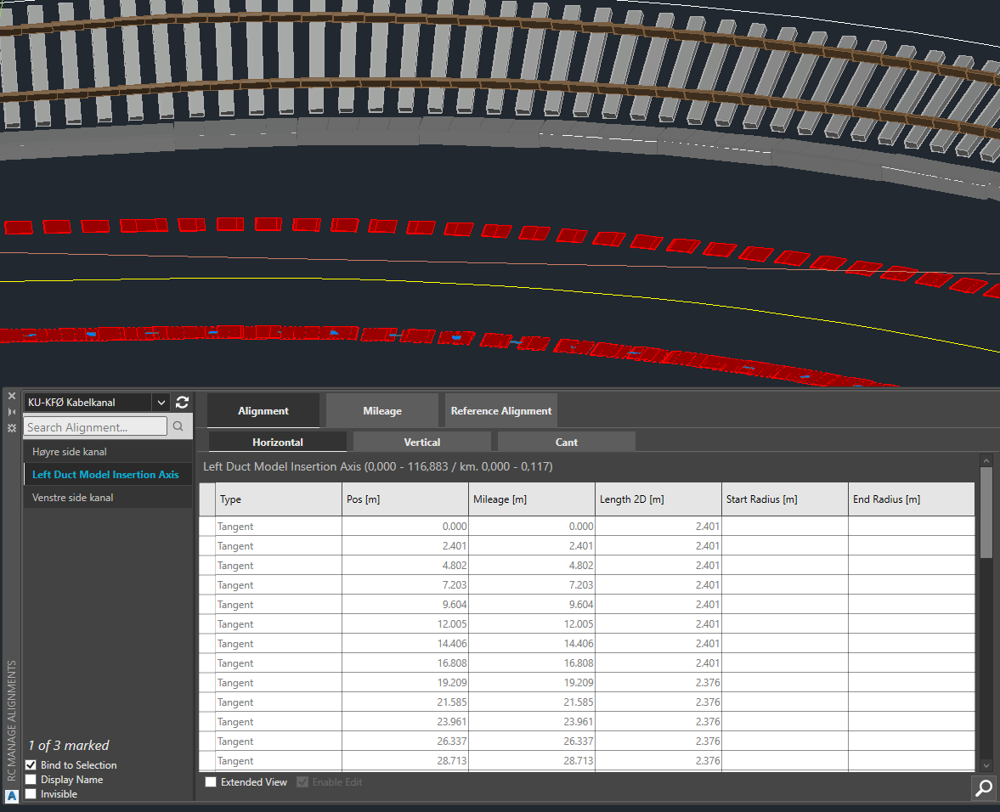 KU-KFØ Kabelkanal
Search Alignment...
Høyre side kanal
Left Duct Model Insertion Axis
Venstre side kanal
1 of 3 marked
Bind to Selection
Display Name
Invisible
RC MANAGE ALIGNMENTS
A
Alignment Mileage Reference Alignment
Horizontal Vertical Cant
Left Duct Model Insertion Axis (0,000 - 116,883 / km. 0,000 - 0,117)
Type Pos [m] Mileage [m] Length 2D [m] Start Radius [m] End Radius [m]
Tangent 0.000 0.000 2.401
Tangent 2.401 2.401 2.401
Tangent 4.802 4.802 2.401
Tangent 7.203 7.203 2.401
Tangent 9.604 9.604 2.401
Tangent 12.005 12.005 2.401
Tangent 14.406 14.406 2.401
Tangent 16.808 16.808 2.401
Tangent 19.209 19.209 2.376
Tangent 21.585 21.585 2.376
Tangent 23.961 23.961 2.376
Tangent 26.337 26.337 2.376
Tangent 28.713 28.713 2.376
Extended View Enable Edit